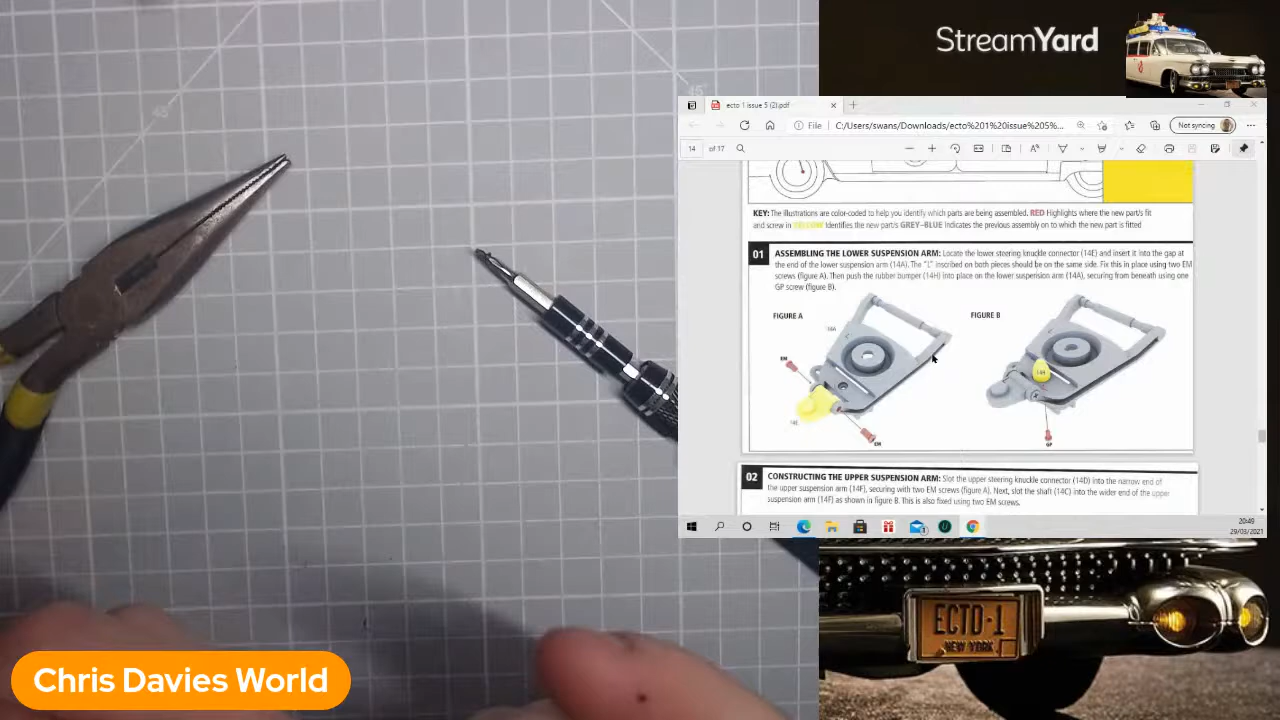 StreamYard
ecto 1 issue 5 (2).pdf
File
C:/Users/swans/Downloads/ecto%201%20issue%205%...
Not syncing
14 of 17
KEY: The illustrations are color-coded to help you identify which parts are being assembled. RED Highlights where the new part/s fit
and screw in YELLOW Identifies the new part/s GREY-BLUE Indicates the previous assembly on to which the new part is fitted
01 ASSEMBLING THE LOWER SUSPENSION ARM: Locate the lower steering knuckle connector (14E) and insert it into the gap at
the end of the lower suspension arm (14A). The "L" inscribed on both pieces should be on the same side. Fix this in place using two EM
screws (figure A). Then push the rubber bumper (14H) into place on the lower suspension arm (14A), securing from beneath using one
GP screw (figure B).
FIGURE A
FIGURE B
14A
EM
14E
EM
14H
GP
02 CONSTRUCTING THE UPPER SUSPENSION ARM: Slot the upper steering knuckle connector (14D) into the narrow end of
the upper suspension arm (14F), securing with two EM screws (figure A). Next, slot the shaft (14C) into the wider end of the upper
suspension arm (14F) as shown in figure B. This is also fixed using two EM screws.
20:49
29/03/2021
45°
45°
ECTO-1
NEW YORK
Chris Davies World